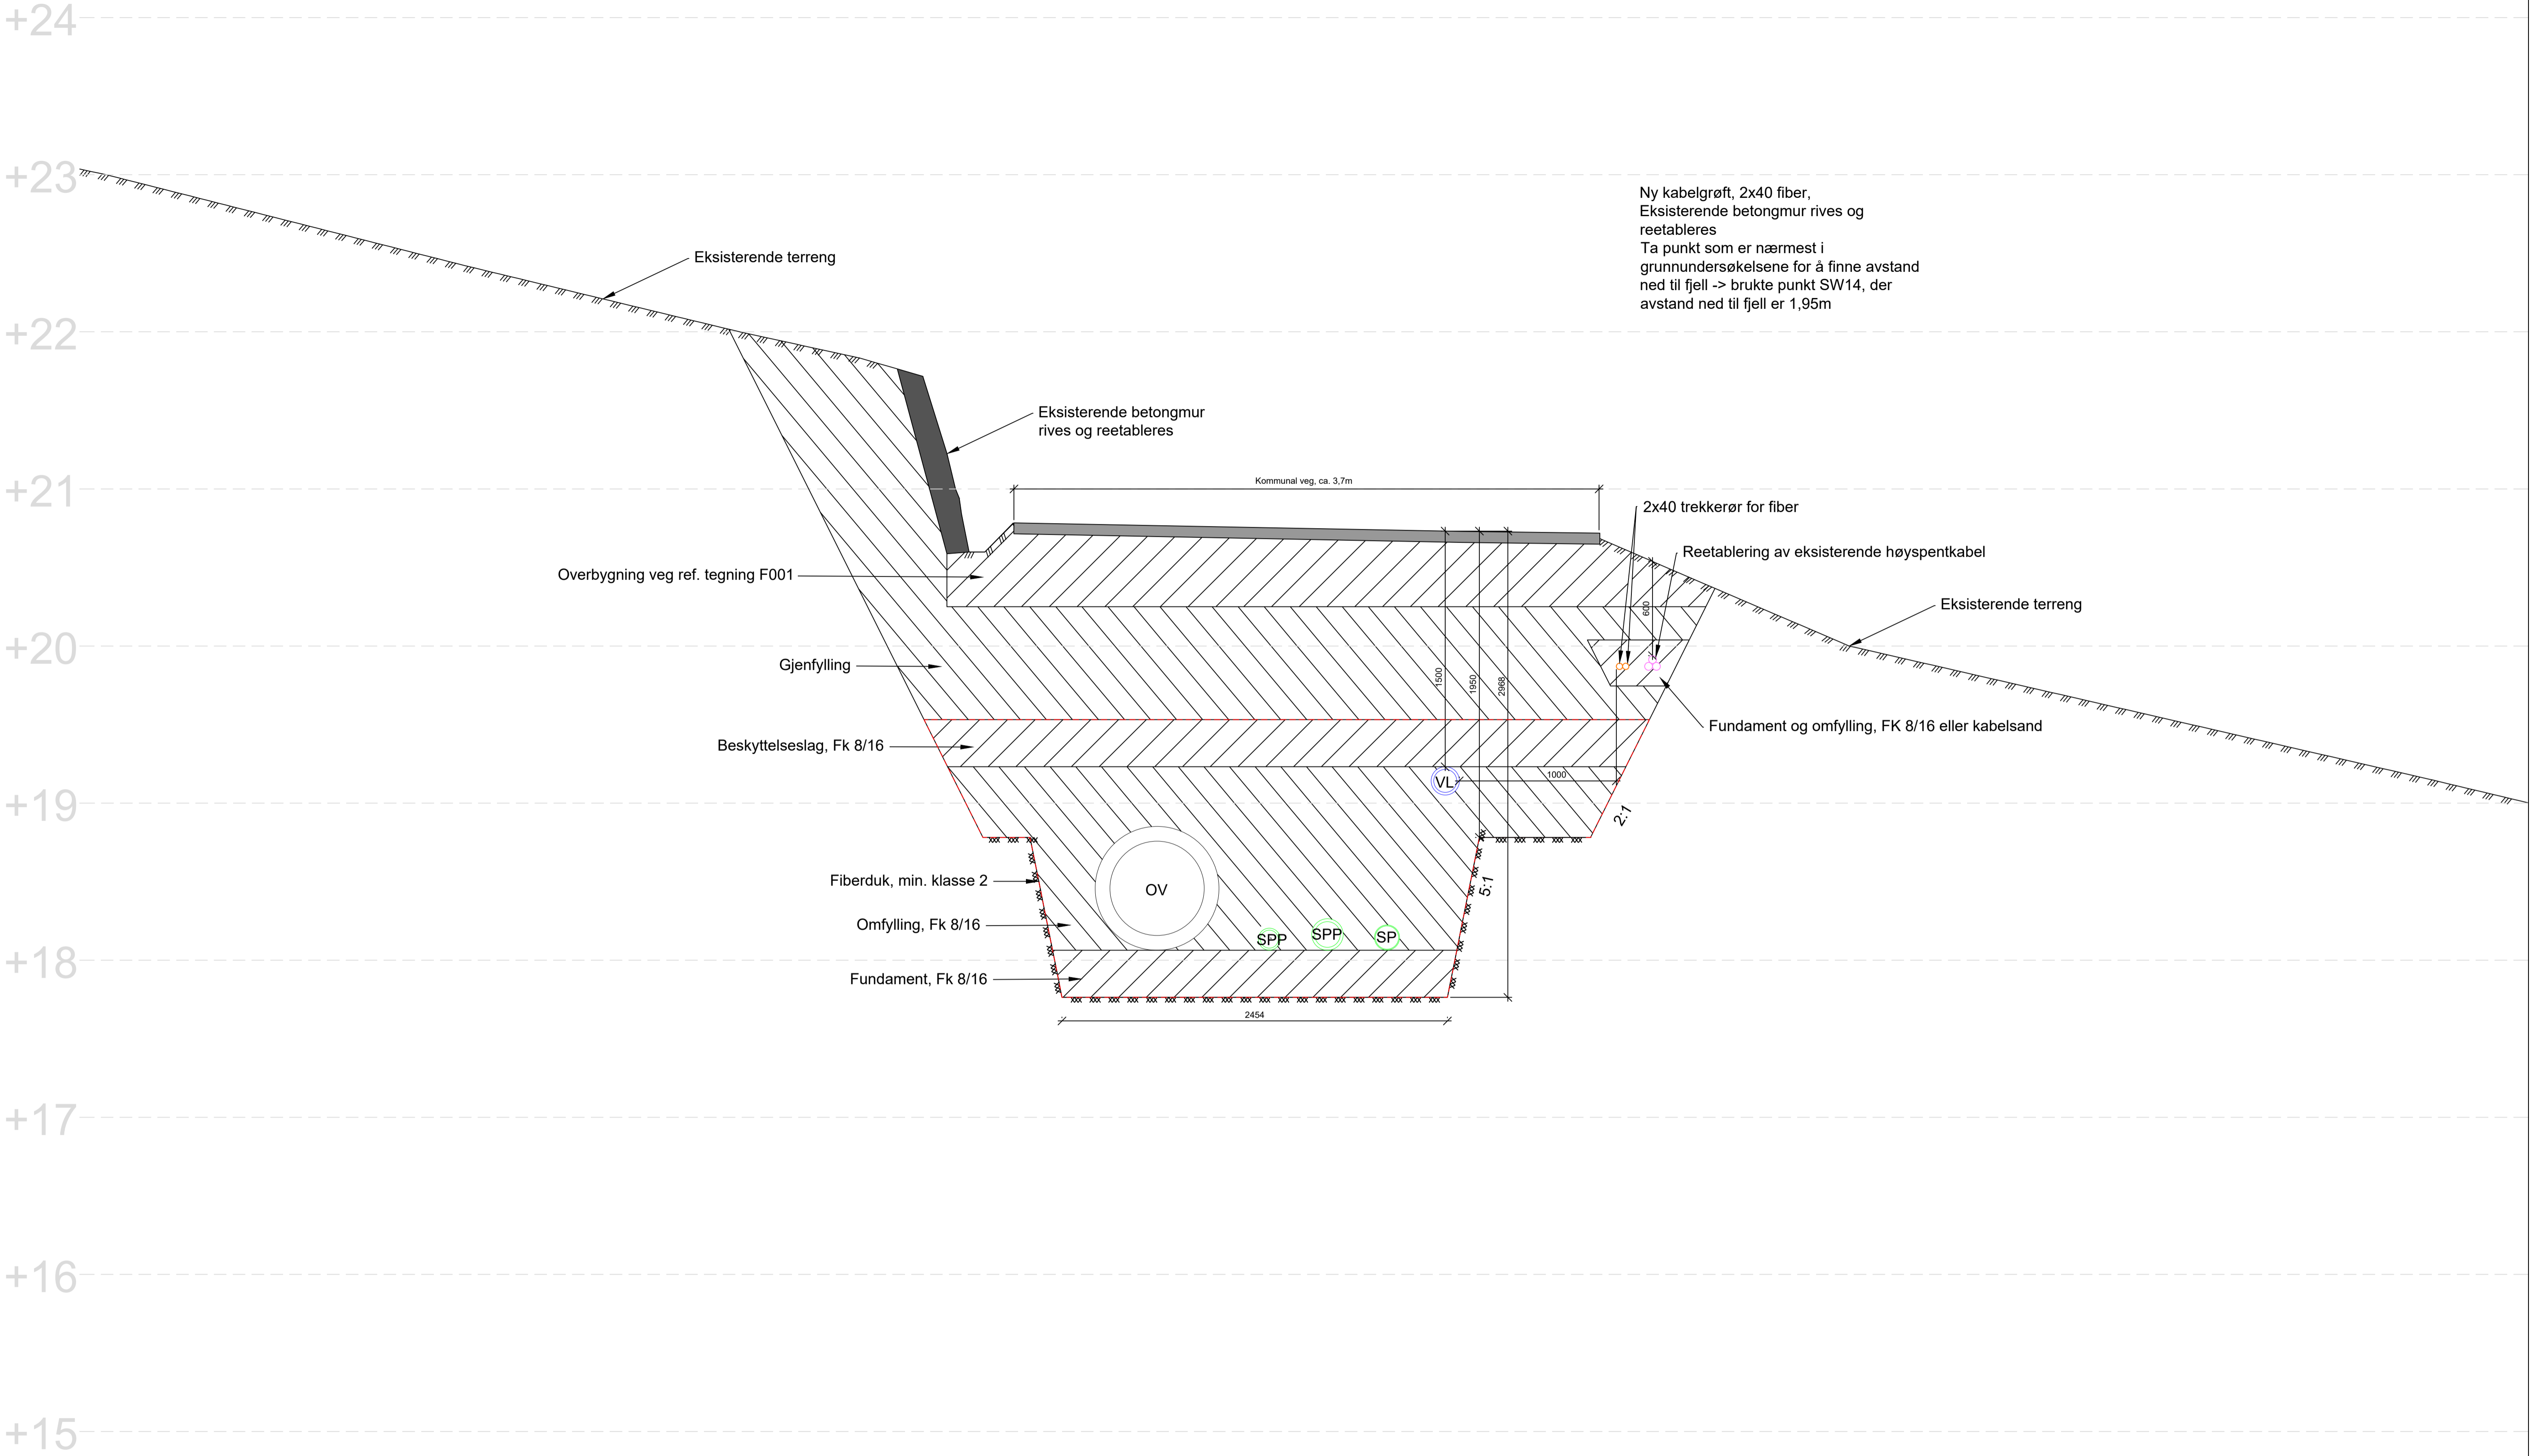 +24
+23
Ny kabelgrøft, 2x40 fiber,
Eksisterende betongmur rives og
reetableres
Ta punkt som er nærmest i
grunnundersøkelsene for å finne avstand
ned til fjell -> brukte punkt SW14, der
avstand ned til fjell er 1,95m
Eksisterende terreng
+22
Eksisterende betongmur
rives og reetableres
+21
Kommunal veg, ca. 3,7m
2x40 trekkerør for fiber
Reetablering av eksisterende høyspentkabel
Overbygning veg ref. tegning F001
600
Eksisterende terreng
+20
Gjenfylling
1500
1950
2968
Fundament og omfylling, FK 8/16 eller kabelsand
Beskyttelseslag, Fk 8/16
VL
1000
+19
2:1
Fiberduk, min. klasse 2
OV
5:1
Omfylling, Fk 8/16
SPP
SPP
SP
+18
Fundament, Fk 8/16
2454
+17
+16
+15